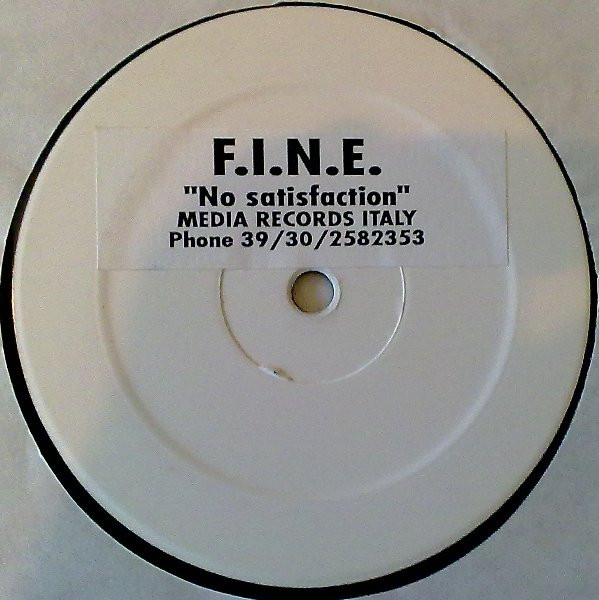 F.I.N.E.
"No satisfaction"
MEDIA RECORDS ITALY
Phone 39/30/2582353